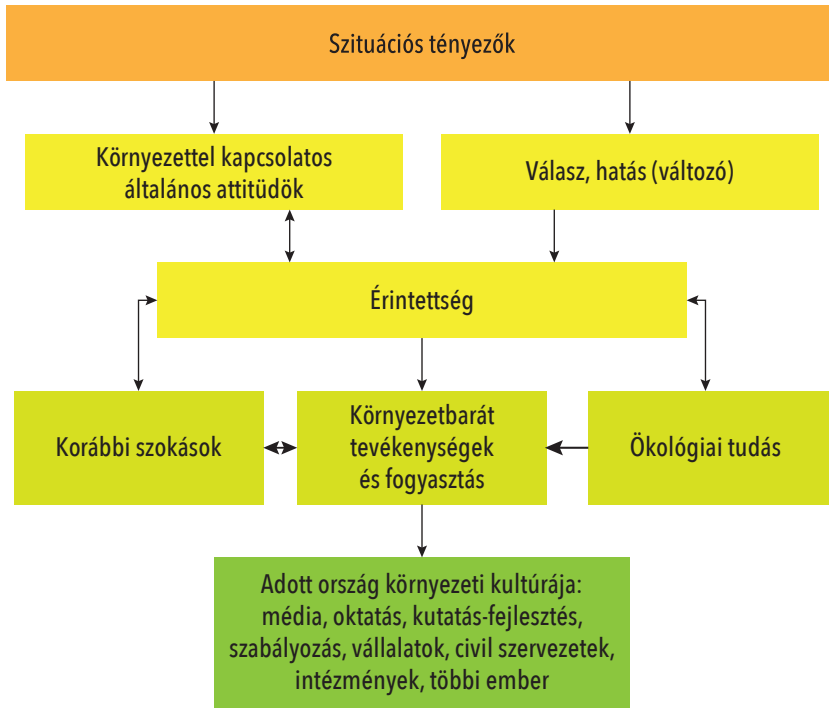 Szituációs tényezők
Környezettel kapcsolatos
általános attitüdök
Válasz, hatás (változó)
Érintettség
Korábbi szokások
Környezetbarát
tevékenységek
és fogyasztás
Ökológiai tudás
Adott ország környezeti kultúrája:
média, oktatás, kutatás-fejlesztés,
szabályozás, vállalatok, civil szervezetek,
intézmények, többi ember